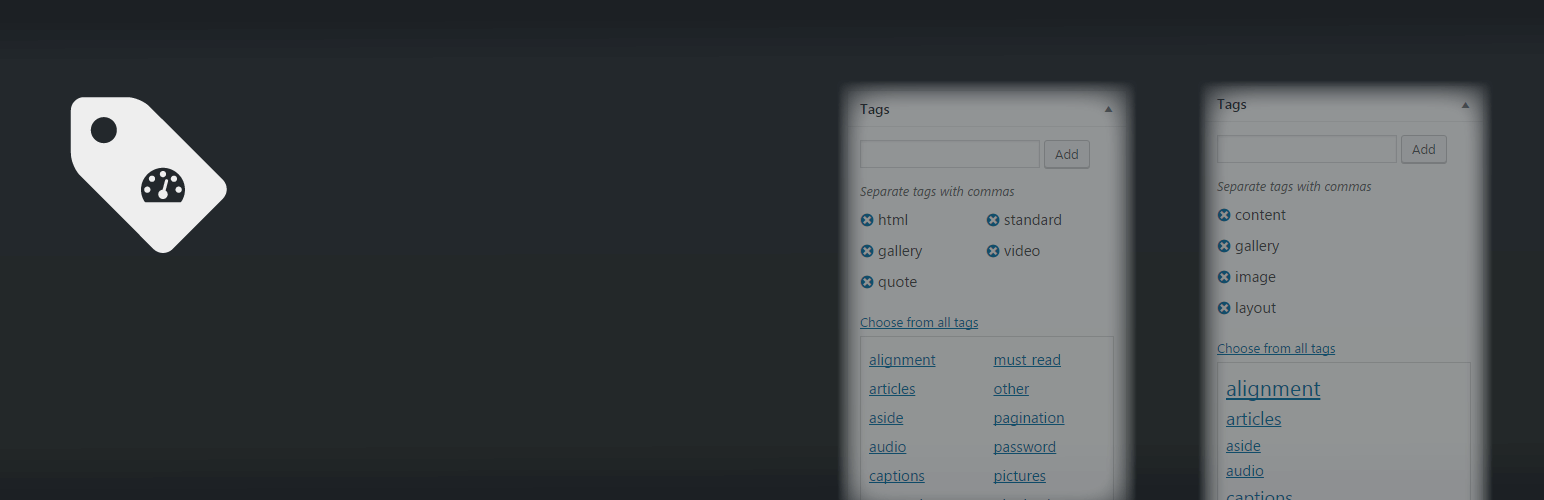 Tags
Add
Separate tags with commas
html standard
gallery video
quote
Choose from all tags
alignment must read
articles other
aside pagination
audio password
captions pictures
Tags
Add
Separate tags with commas
content
gallery
image
layout
Choose from all tags
alignment
articles
aside
audio
captions